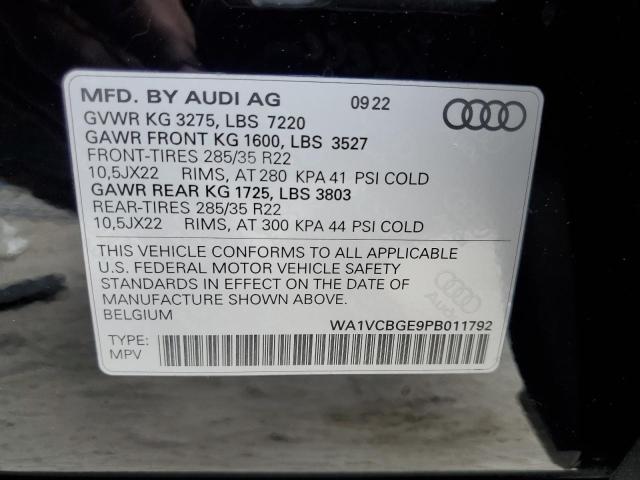 MFD. BY AUDI AG 09 22
GVWR KG 3275, LBS 7220
GAWR FRONT KG 1600, LBS 3527
FRONT-TIRES 285/35 R22
10,5JX22 RIMS, AT 280 KPA 41 PSI COLD
GAWR REAR KG 1725, LBS 3803
REAR-TIRES 285/35 R22
10,5JX22 RIMS, AT 300 KPA 44 PSI COLD
THIS VEHICLE CONFORMS TO ALL APPLICABLE
U.S. FEDERAL MOTOR VEHICLE SAFETY
STANDARDS IN EFFECT ON THE DATE OF
MANUFACTURE SHOWN ABOVE.
BELGIUM
WA1VCBGE9PB011792
TYPE:
MPV
Audi